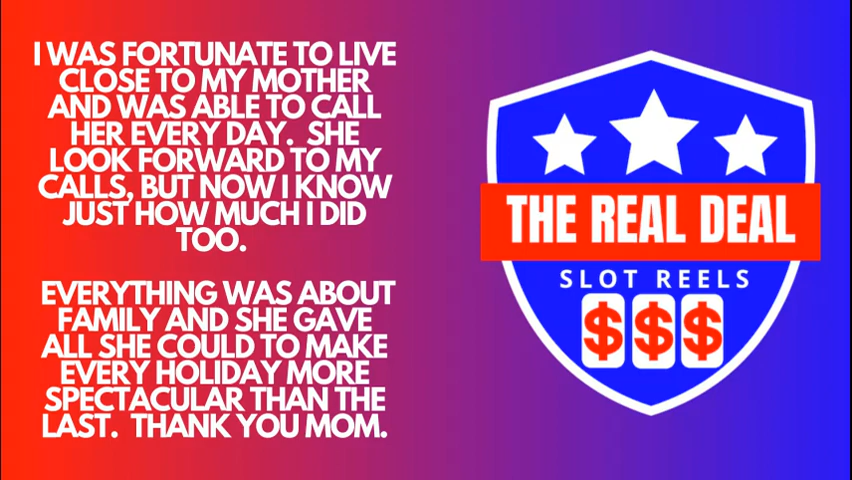 I WAS FORTUNATE TO LIVE
CLOSE TO MY MOTHER
AND WAS ABLE TO CALL
HER EVERY DAY.  SHE
LOOK FORWARD TO MY
CALLS, BUT NOW I KNOW
JUST HOW MUCH I DID
TOO.
EVERYTHING WAS ABOUT
FAMILY AND SHE GAVE
ALL SHE COULD TO MAKE
EVERY HOLIDAY MORE
SPECTACULAR THAN THE
LAST.  THANK YOU MOM.
THE REAL DEAL
SLOT REELS
$$$